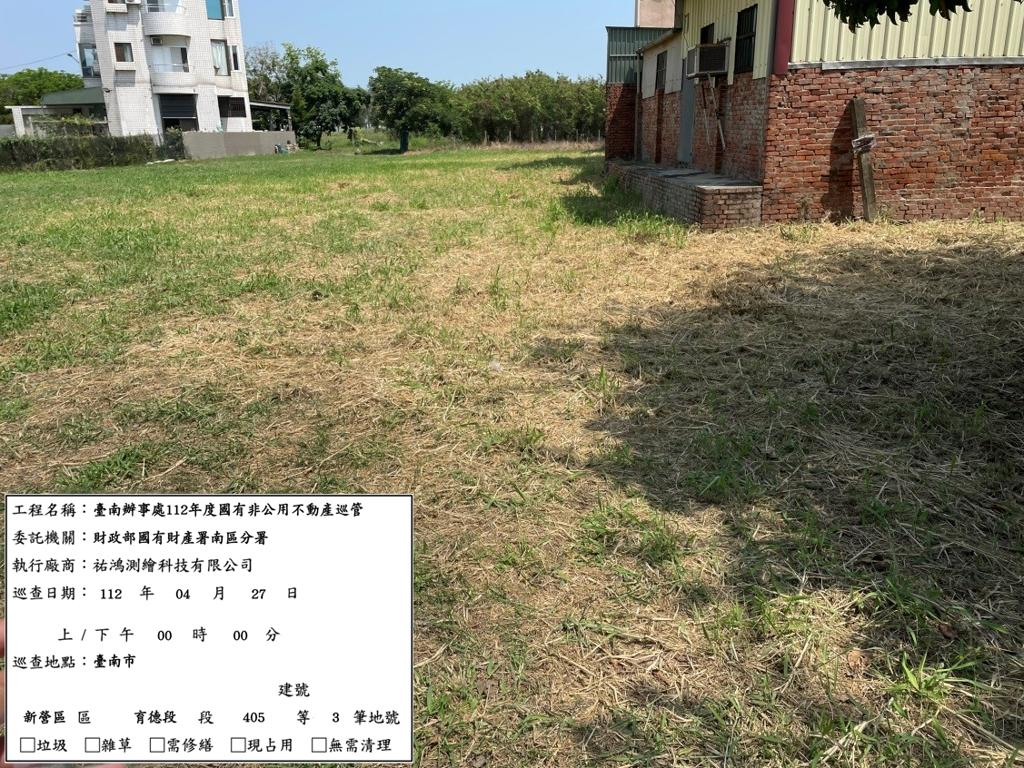 工程名稱：臺南辦事處112年度國有非公用不動產巡管
委託機關：財政部國有財產署南區分署
執行廠商：祐鴻測繪科技有限公司
巡查日期： 112 年 04 月 27 日
上 / 下 午 00 時 00 分
巡查地點：臺南市
建號
新營區 區 育德段 段 405 等 3 筆地號
□垃圾 □雜草 □需修繕 □現占用 □無需清理